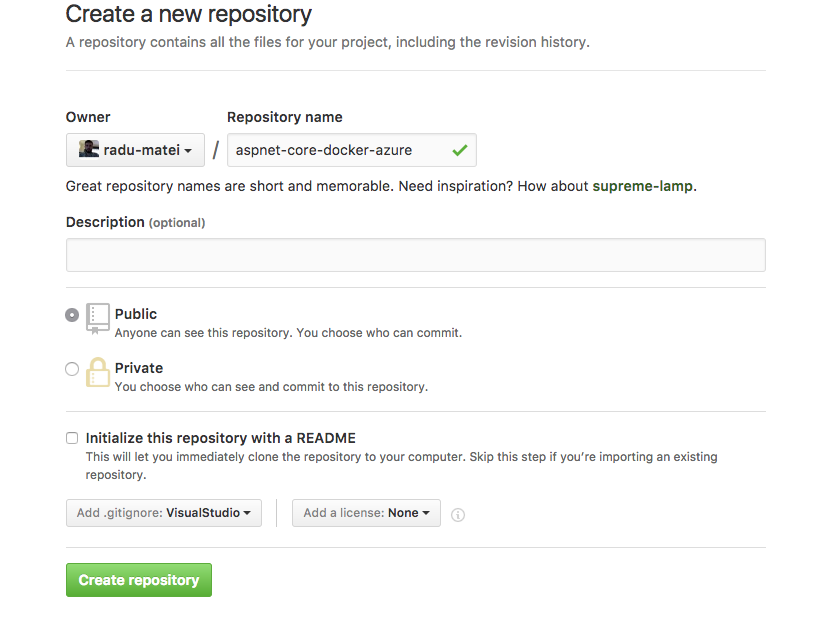 Create a new repository
A repository contains all the files for your project, including the revision history.
Owner Repository name
radu-matei / aspnet-core-docker-azure
Great repository names are short and memorable. Need inspiration? How about supreme-lamp.
Description (optional)
Public
Anyone can see this repository. You choose who can commit.
Private
You choose who can see and commit to this repository.
Initialize this repository with a README
This will let you immediately clone the repository to your computer. Skip this step if you’re importing an existing
repository.
Add .gitignore: VisualStudio Add a license: None
Create repository